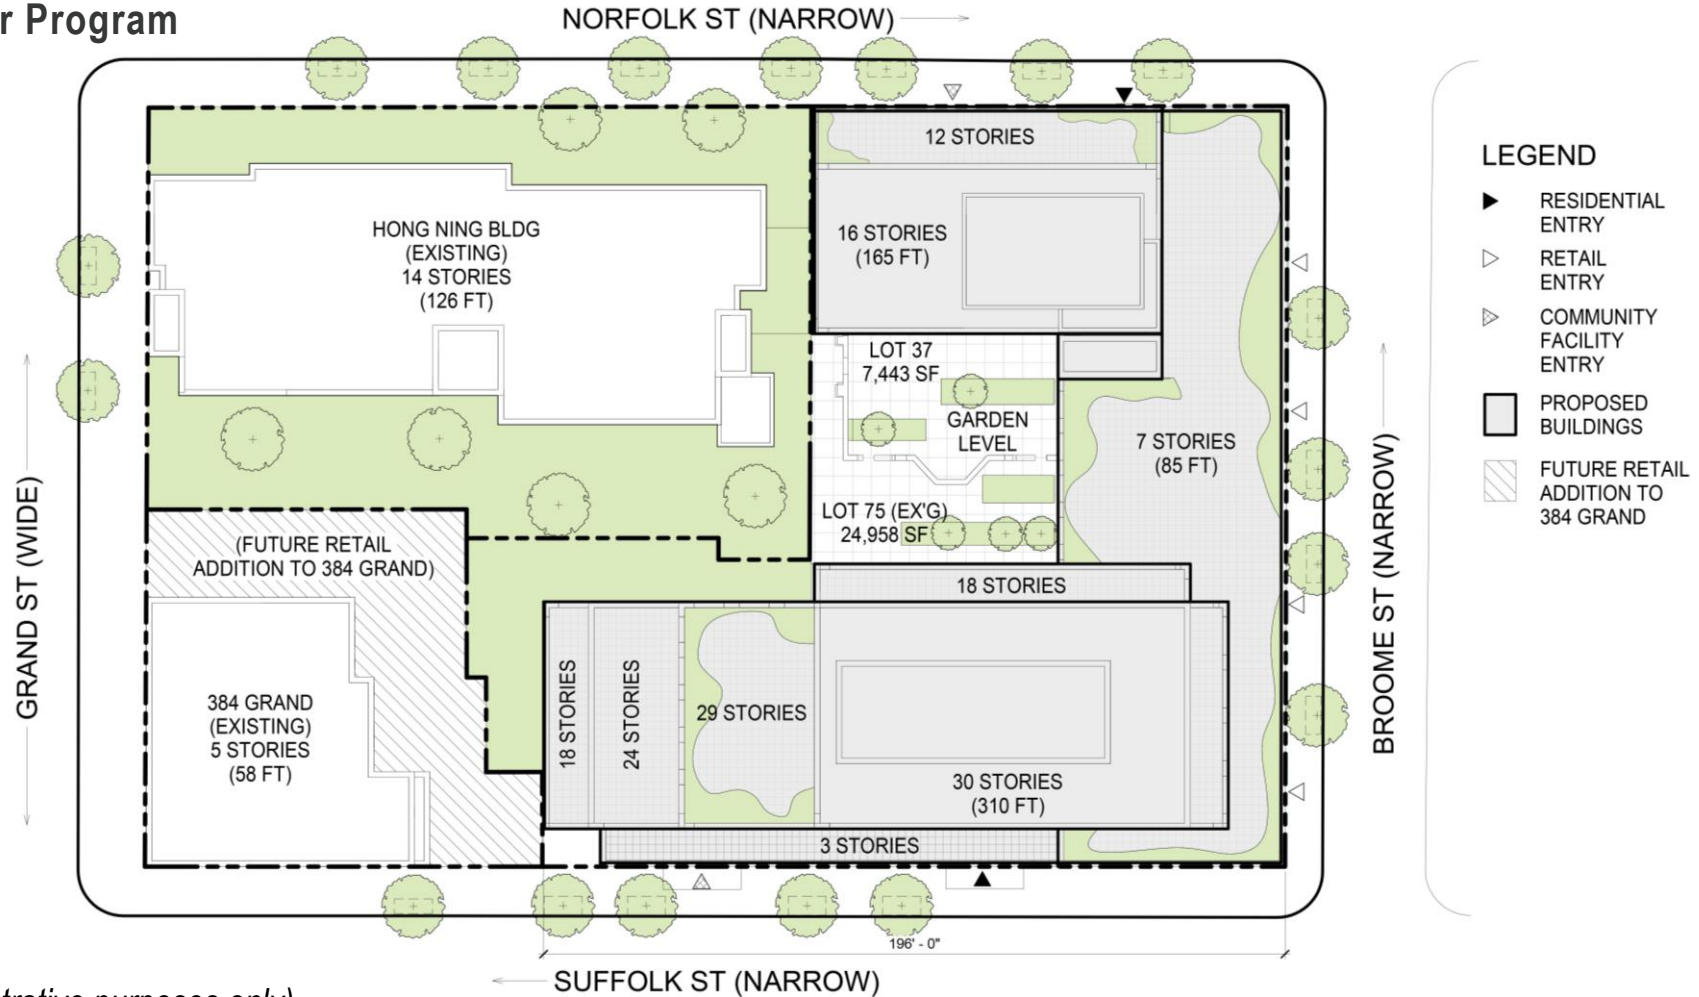 r Program
NORFOLK ST (NARROW)
12 STORIES
16 STORIES
(165 FT)
HONG NING BLDG
(EXISTING)
14 STORIES
(126 FT)
LOT 37
7,443 SF
GARDEN
LEVEL
7 STORIES
(85 FT)
LOT 75 (EX'G)
24,958 SF
(FUTURE RETAIL
ADDITION TO 384 GRAND)
18 STORIES
384 GRAND
(EXISTING)
5 STORIES
(58 FT)
18 STORIES
24 STORIES
29 STORIES
30 STORIES
(310 FT)
3 STORIES
GRAND ST (WIDE)
BROOME ST (NARROW)
196' - 0"
SUFFOLK ST (NARROW)
LEGEND
RESIDENTIAL
ENTRY
RETAIL
ENTRY
COMMUNITY
FACILITY
ENTRY
PROPOSED
BUILDINGS
FUTURE RETAIL
ADDITION TO
384 GRAND
trative purposes only)